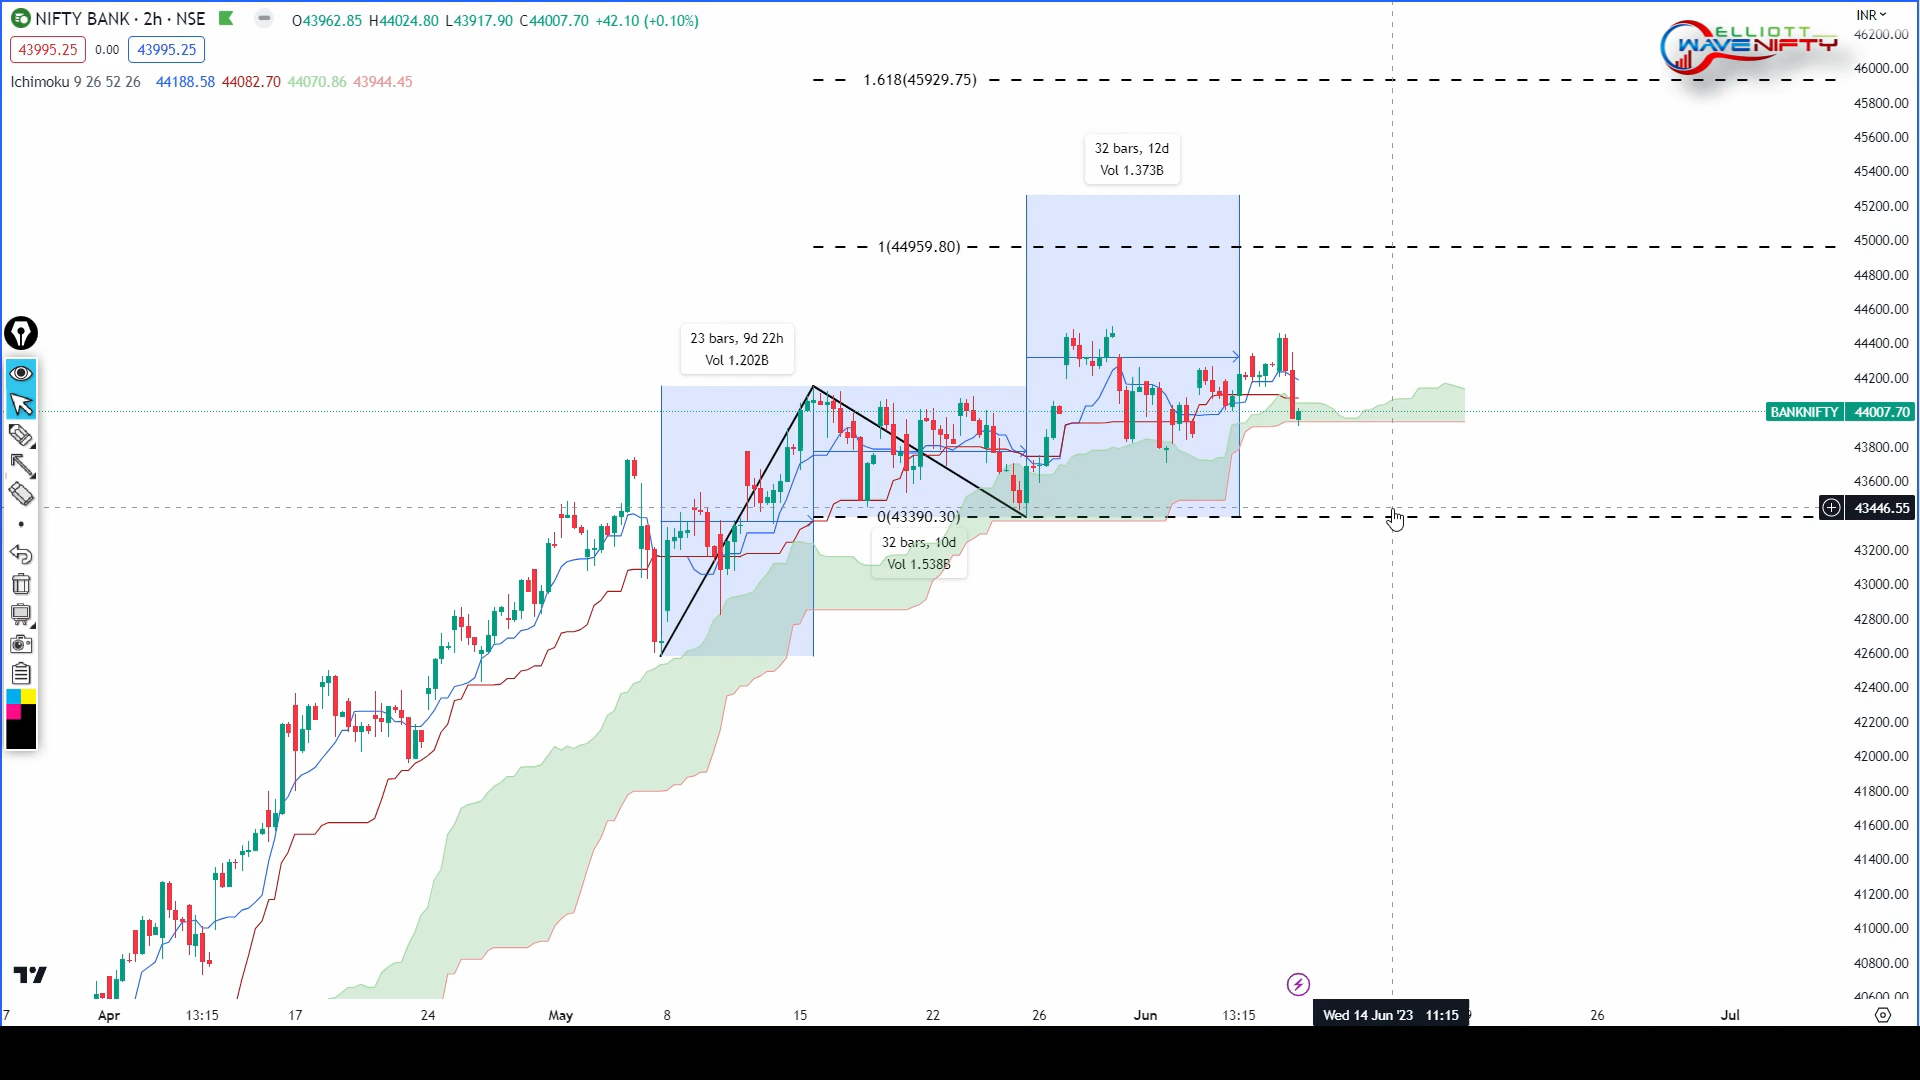 NIFTY BANK · 2h · NSE
O43962.85 H44024.80 L43917.90 C44007.70 +42.10 (+0.10%)
43995.25 0.00 43995.25
Ichimoku 9 26 52 26 44188.58 44082.70 44070.86 43944.45
ELLIOTT
WAVE NIFTY
INR
46200.00
46000.00
45800.00
45600.00
45400.00
45200.00
45000.00
44800.00
44600.00
44400.00
44200.00
BANKNIFTY 44007.70
43800.00
43600.00
43446.55
43200.00
43000.00
42800.00
42600.00
42400.00
42200.00
42000.00
41800.00
41600.00
41400.00
41200.00
41000.00
40800.00
40600.00
1.618(45929.75)
32 bars, 12d
Vol 1.373B
1(44959.80)
23 bars, 9d 22h
Vol 1.202B
0(43390.30)
32 bars, 10d
Vol 1.538B
7 Apr 13:15 17 24 May 8 15 22 26 Jun 13:15 Wed 14 Jun '23 11:15 26 Jul